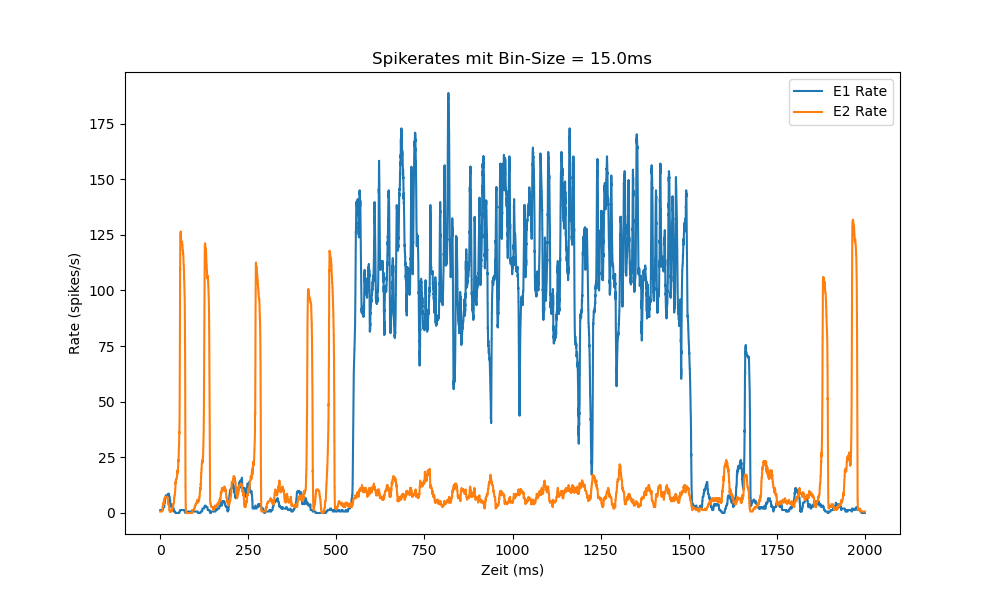 Spikerates mit Bin-Size = 15.0ms
E1 Rate
E2 Rate
175
150
125
100
75
50
25
0
Rate (spikes/s)
0 250 500 750 1000 1250 1500 1750 2000
Zeit (ms)